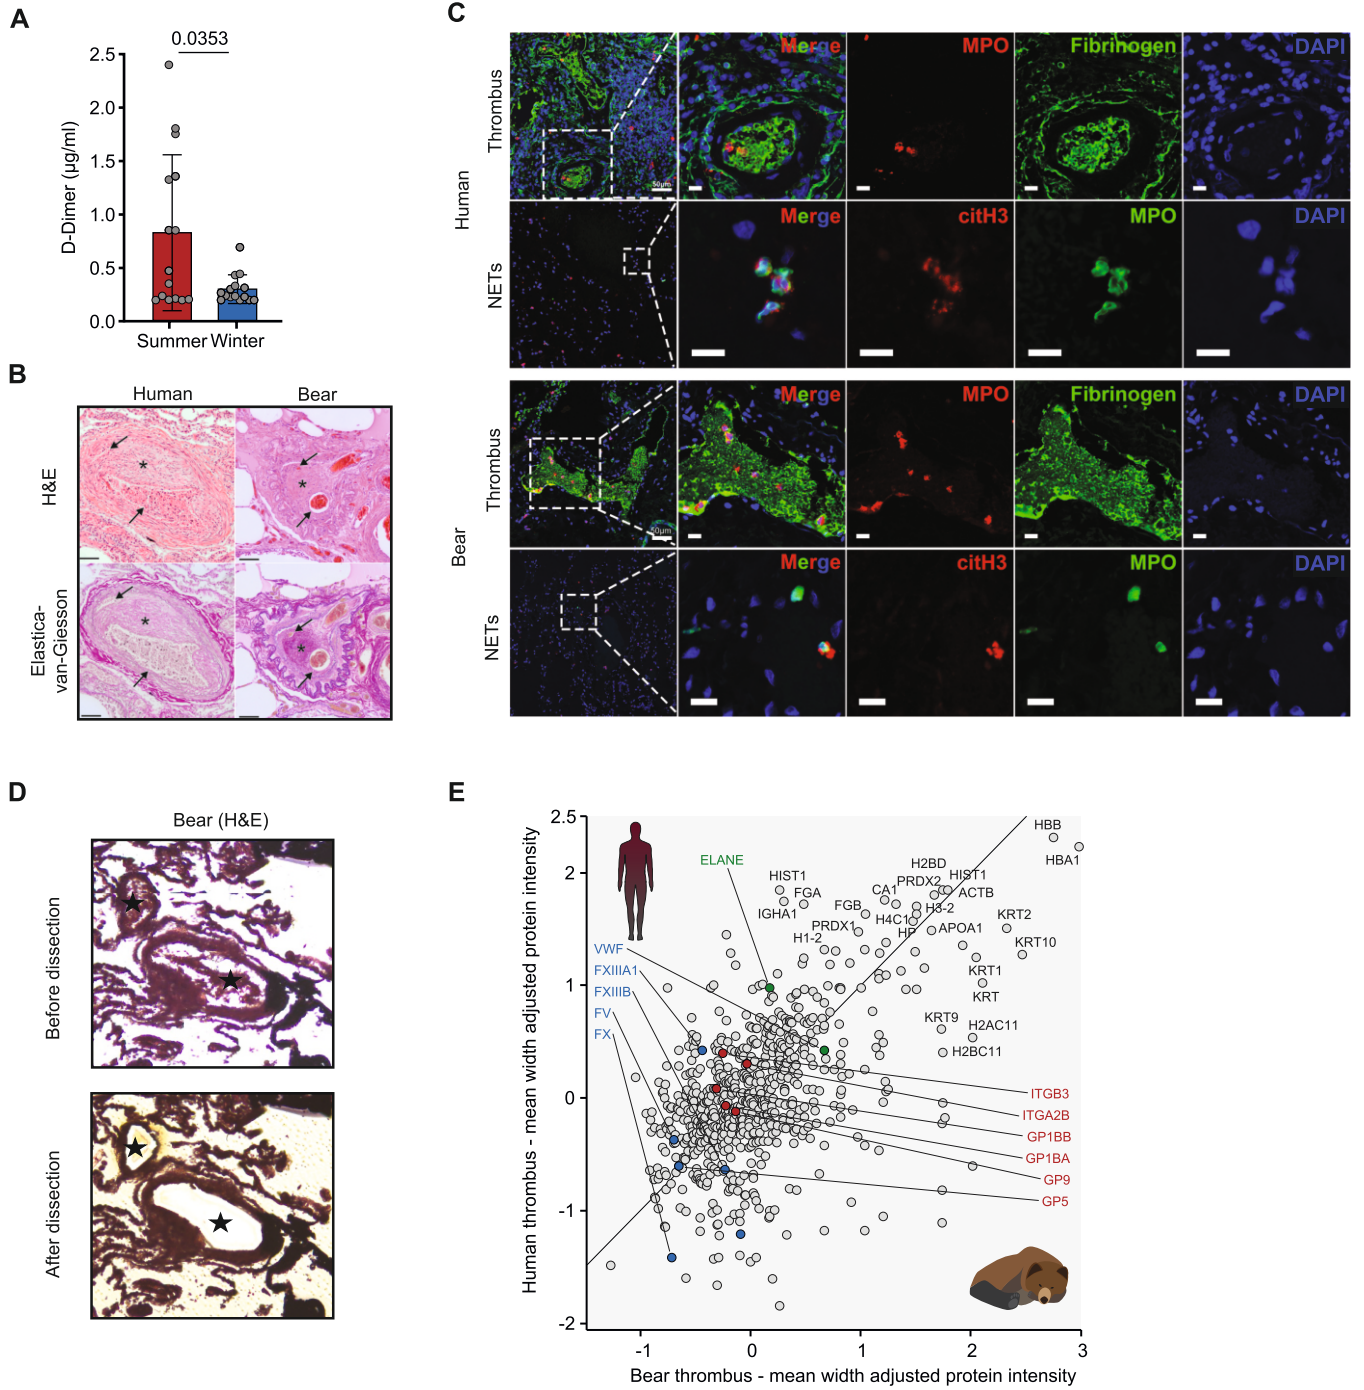 A
0.0353
2.5
2.0
1.5
1.0
0.5
0.0
D-Dimer (µg/ml)
Summer Winter
B
Human Bear
H&E
Elastica-
van-Giesson
C
Human
Thrombus
Merge MPO Fibrinogen DAPI
50µm
NETs
Merge citH3 MPO DAPI
Bear
Thrombus
Merge MPO Fibrinogen DAPI
50µm
NETs
Merge citH3 MPO DAPI
D
Bear (H&E)
Before dissection
After dissection
E
Human thrombus - mean width adjusted protein intensity
2.5
2
1
0
-1
-2
HBB
HBA1
ELANE
HIST1
FGA
IGHA1
H2BD
PRDX2
HIST1
CA1
ACTB
FGB
H3-2
H4C1
PRDX1
HP
APOA1
KRT2
H1-2
KRT10
VWF
FXIIIA1
FXIIIB
FV
FX
KRT1
KRT
KRT9
H2AC11
H2BC11
ITGB3
ITGA2B
GP1BB
GP1BA
GP9
GP5
-1 0 1 2 3
Bear thrombus - mean width adjusted protein intensity